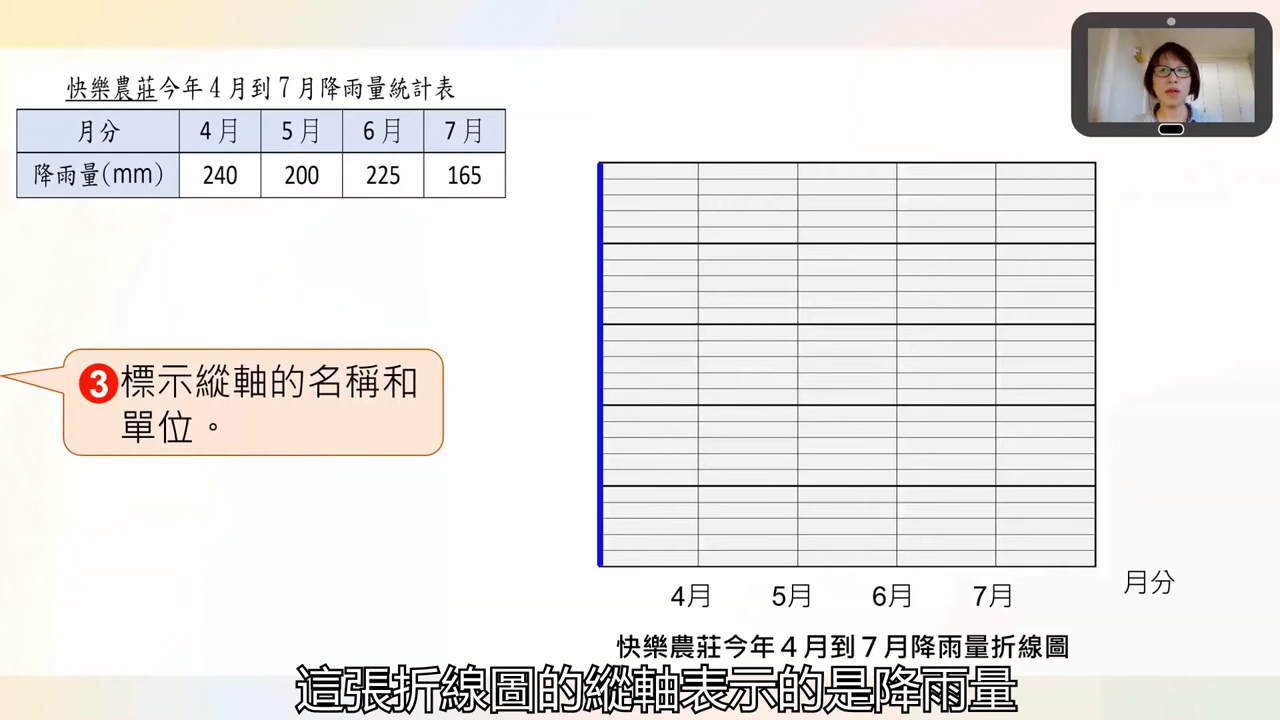 快樂農莊今年4月到7月降雨量統計表
月分 4月 5月 6月 7月
降雨量(mm) 240 200 225 165
❸標示縱軸的名稱和
單位。
4月 5月 6月 7月 月分
快樂農莊今年4月到7月降雨量折線圖
這張折線圖的縱軸表示的是降雨量